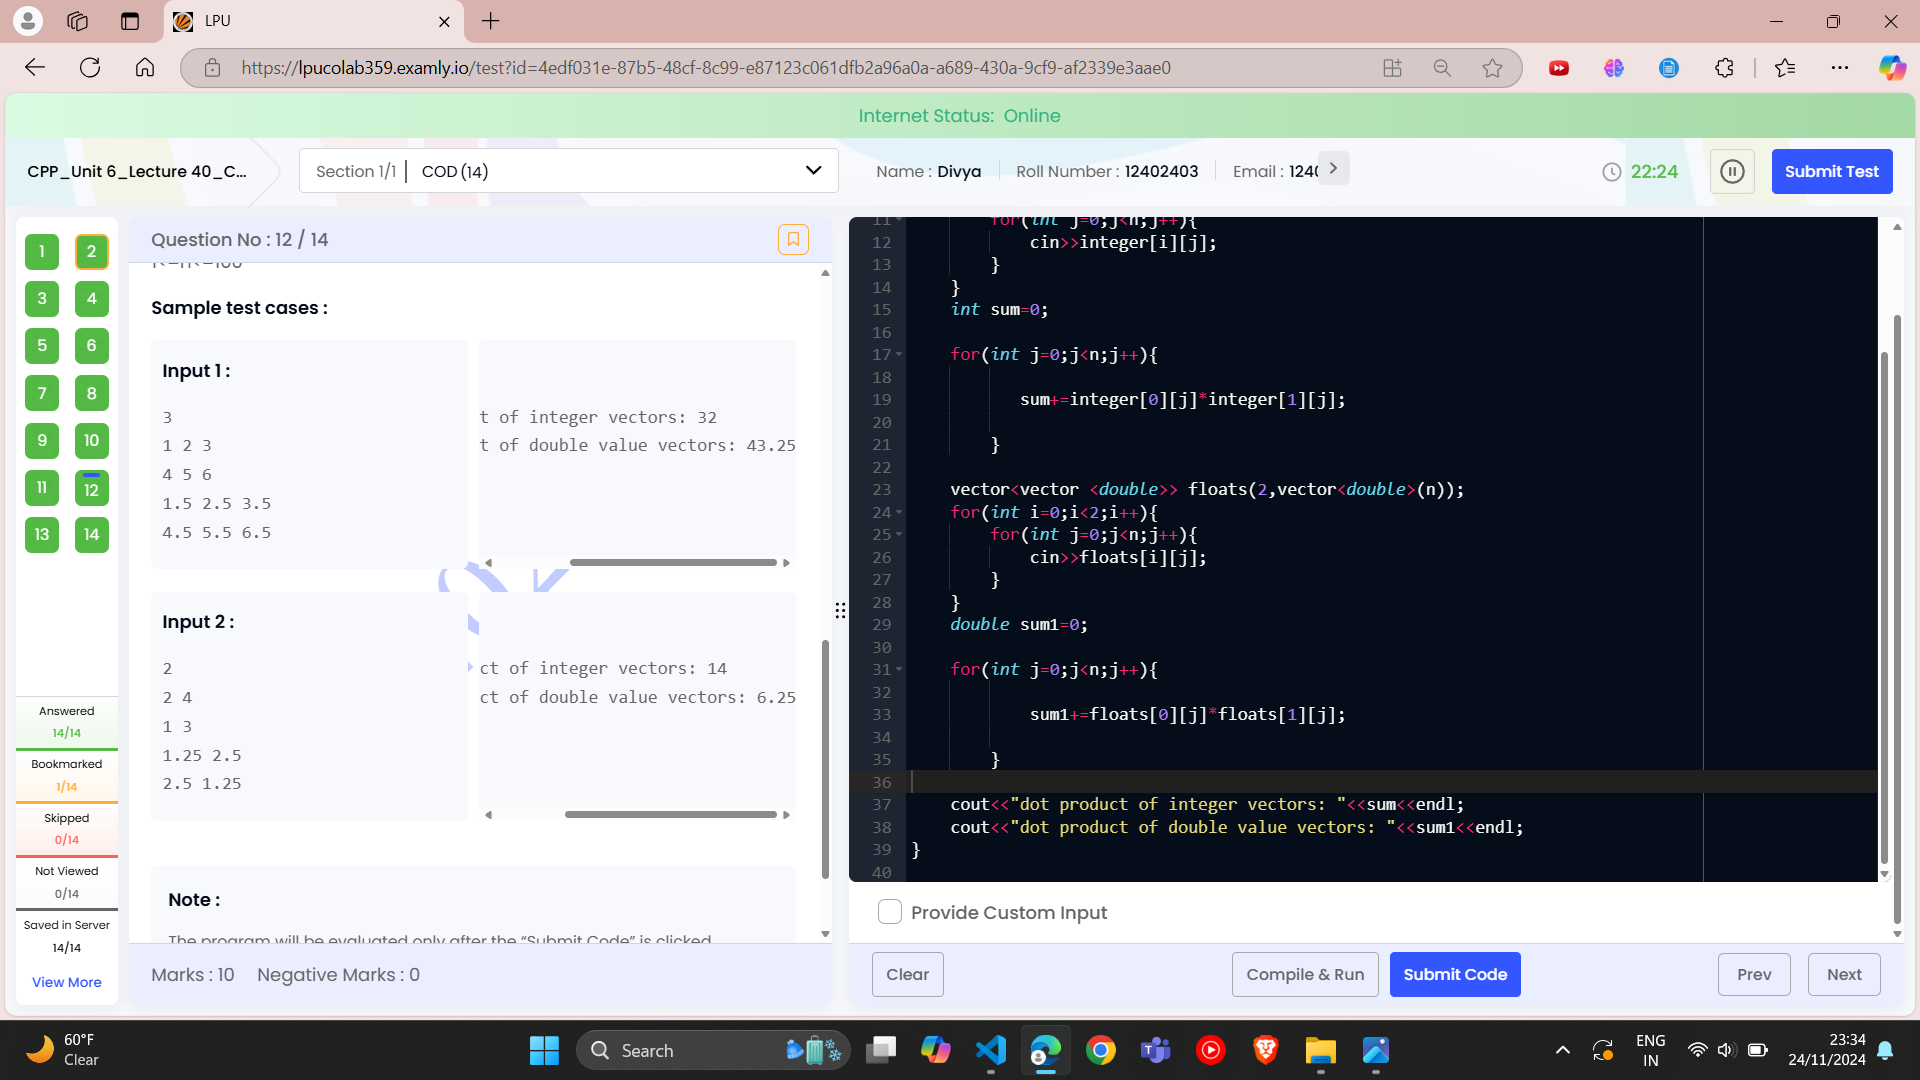 LPU
https://lpucolab359.examly.io/test?id=4edf031e-87b5-48cf-8c99-e87123c061dfb2a96a0a-a689-430a-9cf9-af2339e3aae0
Internet Status: Online
CPP_Unit 6_Lecture 40_C...
Section 1/1 | COD (14)
Name : Divya
Roll Number : 12402403
Email : 1240
22:24
Submit Test
1 2
3 4
5 6
7 8
9 10
11 12
13 14
Answered
14/14
Bookmarked
1/14
Skipped
0/14
Not Viewed
0/14
Saved in Server
14/14
View More
Question No : 12 / 14
1<=n<=100
Sample test cases :
Input 1 :
3
1 2 3
4 5 6
1.5 2.5 3.5
4.5 5.5 6.5
t of integer vectors: 32
t of double value vectors: 43.25
Input 2 :
2
2 4
1 3
1.25 2.5
2.5 1.25
ct of integer vectors: 14
ct of double value vectors: 6.25
Note :
The program will be evaluated only after the “Submit Code” is clicked
Marks : 10 Negative Marks : 0
11 for(int j=0;j<n;j++){
12 cin>>integer[i][j];
13 }
14 }
15 int sum=0;
16
17 for(int j=0;j<n;j++){
18
19 sum+=integer[0][j]*integer[1][j];
20
21 }
22
23 vector<vector <double>> floats(2,vector<double>(n));
24 for(int i=0;i<2;i++){
25 for(int j=0;j<n;j++){
26 cin>>floats[i][j];
27 }
28 }
29 double sum1=0;
30
31 for(int j=0;j<n;j++){
32
33 sum1+=floats[0][j]*floats[1][j];
34
35 }
36
37 cout<<"dot product of integer vectors: "<<sum<<endl;
38 cout<<"dot product of double value vectors: "<<sum1<<endl;
39 }
40
Provide Custom Input
Clear
Compile & Run
Submit Code
Prev
Next
60°F
Clear
Search
ENG
IN
23:34
24/11/2024